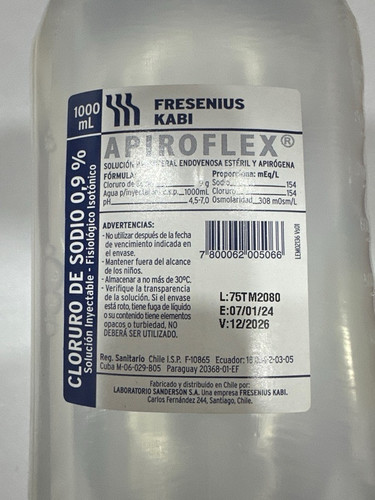 1000
mL
FRESENIUS
KABI
APIROFLEX®
SOLUCIÓN PARENTERAL ENDOVENOSA ESTÉRIL Y APIRÓGENA
FÓRMULA:
Proporciona: mEq/L
Cloruro de 9 g Sodio 154
Agua p/inyectable c.s.p. 1000mL Cloruro 154
pH 4,5-7,0 Osmolaridad 308 mOsm/L
CLORURO DE SODIO 0,9 %
Solución Inyectable - Fisiológico Isotónico
ADVERTENCIAS:
- No utilizar después de la fecha
de vencimiento indicada en
el envase.
- Mantener fuera del alcance
de los niños.
- Almacenar a no más de 30ºC.
- Verifique la transparencia
de la solución. Si el envase
está roto, tiene fuga de líquido
o su contenido tiene elementos
opacos o turbiedad, NO
DEBERÁ SER UTILIZADO.
7 800062 005066
L:75TM2080
E:07/01/24
V:12/2026
Reg. Sanitario Chile I.S.P. F-10865 Ecuador:
Cuba M-06-029-B05 Paraguay 20368-01-EF
Fabricado y distribuido en Chile por:
LABORATORIO SANDERSON S.A. Una empresa FRESENIUS KABI.
Carlos Fernández 244, Santiago, Chile.